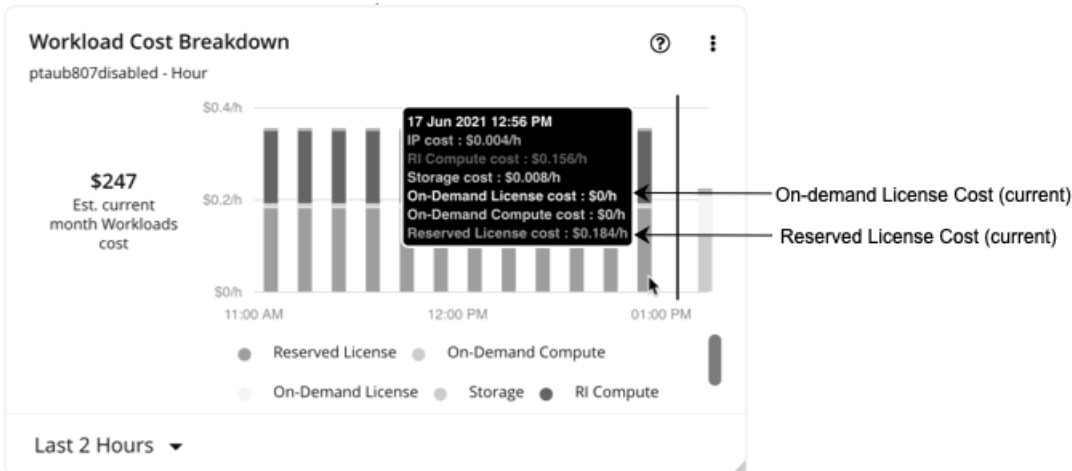 Workload Cost Breakdown
ptaub807disabled - Hour
$247
Est. current
month Workloads
cost
$0.4/h
$0.2/h
$0/h
17 Jun 2021 12:56 PM
IP cost : $0.004/h
RI Compute cost : $0.156/h
Storage cost : $0.008/h
On-Demand License cost : $0/h
On-Demand Compute cost : $0/h
Reserved License cost : $0.184/h
On-demand License Cost (current)
Reserved License Cost (current)
11:00 AM 12:00 PM 01:00 PM
Reserved License On-Demand Compute
On-Demand License Storage RI Compute
Last 2 Hours